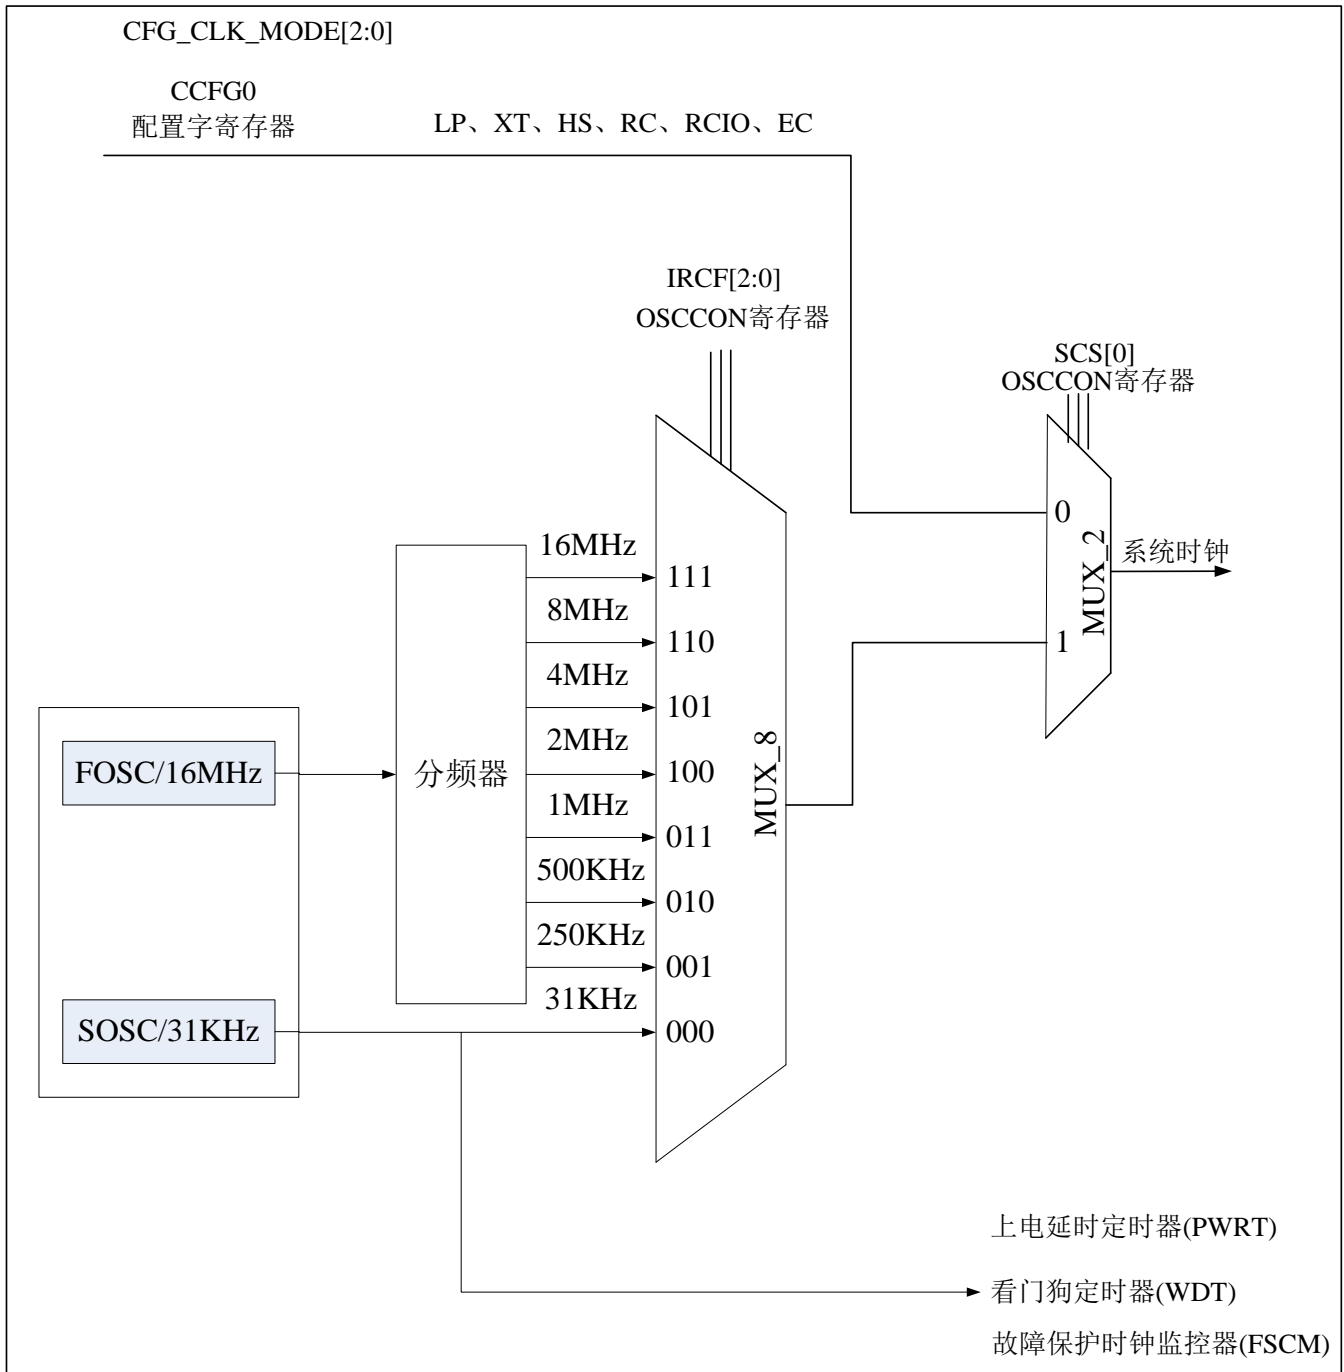 CFG_CLK_MODE[2:0]
CCFG0
配置字寄存器
LP、XT、HS、RC、RCIO、EC
IRCF[2:0]
OSCCON寄存器
SCS[0]
OSCCON寄存器
0
1
MUX_2
系统时钟
16MHz
111
8MHz
110
4MHz
101
2MHz
100
1MHz
011
500KHz
010
250KHz
001
31KHz
000
MUX_8
分频器
FOSC/16MHz
SOSC/31KHz
上电延时定时器(PWRT)
看门狗定时器(WDT)
故障保护时钟监控器(FSCM)